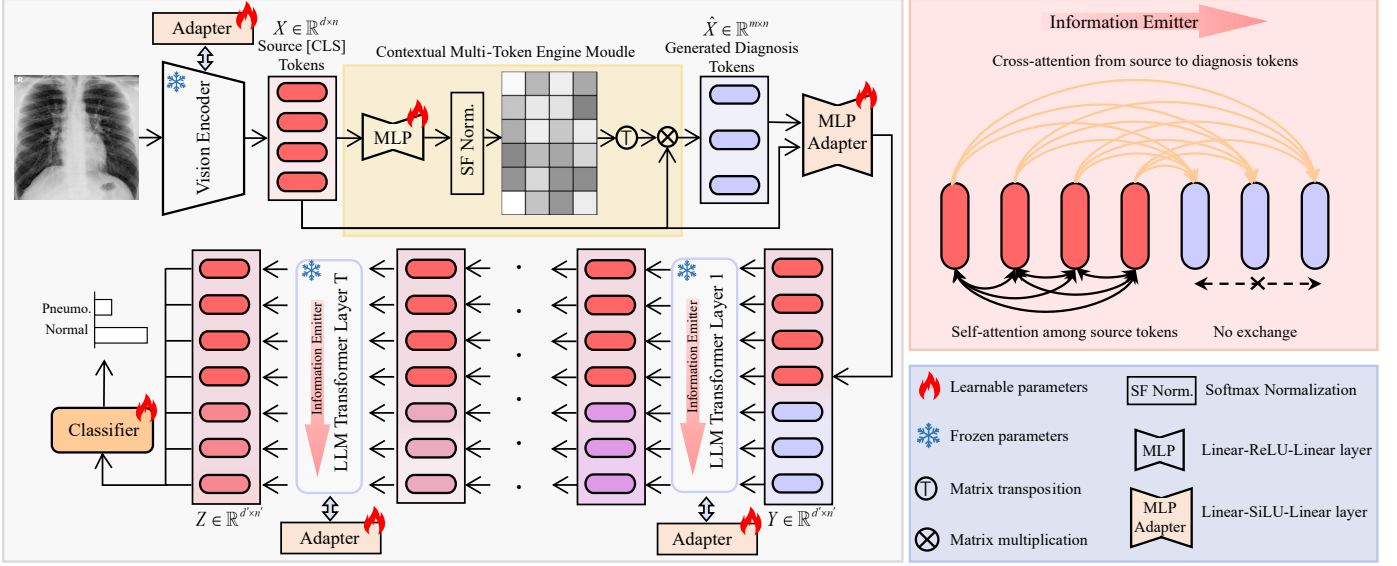 Adapter
Vision Encoder
R
X ∈ ℝ^{d×n}
Source [CLS]
Tokens
Contextual Multi-Token Engine Moudle
MLP
SF Norm.
T
X̂ ∈ ℝ^{m×n}
Generated Diagnosis
Tokens
MLP
Adapter
Pneumo.
Normal
Classifier
Z ∈ ℝ^{d'×n'}
Information Emitter
LLM Transformer Layer T
Adapter
Information Emitter
LLM Transformer Layer 1
Adapter
Y ∈ ℝ^{d'×n'}
Information Emitter
Cross-attention from source to diagnosis tokens
Self-attention among source tokens
No exchange
Learnable parameters
SF Norm.
Softmax Normalization
Frozen parameters
MLP
Linear-ReLU-Linear layer
T
Matrix transposition
MLP
Adapter
Linear-SiLU-Linear layer
Matrix multiplication